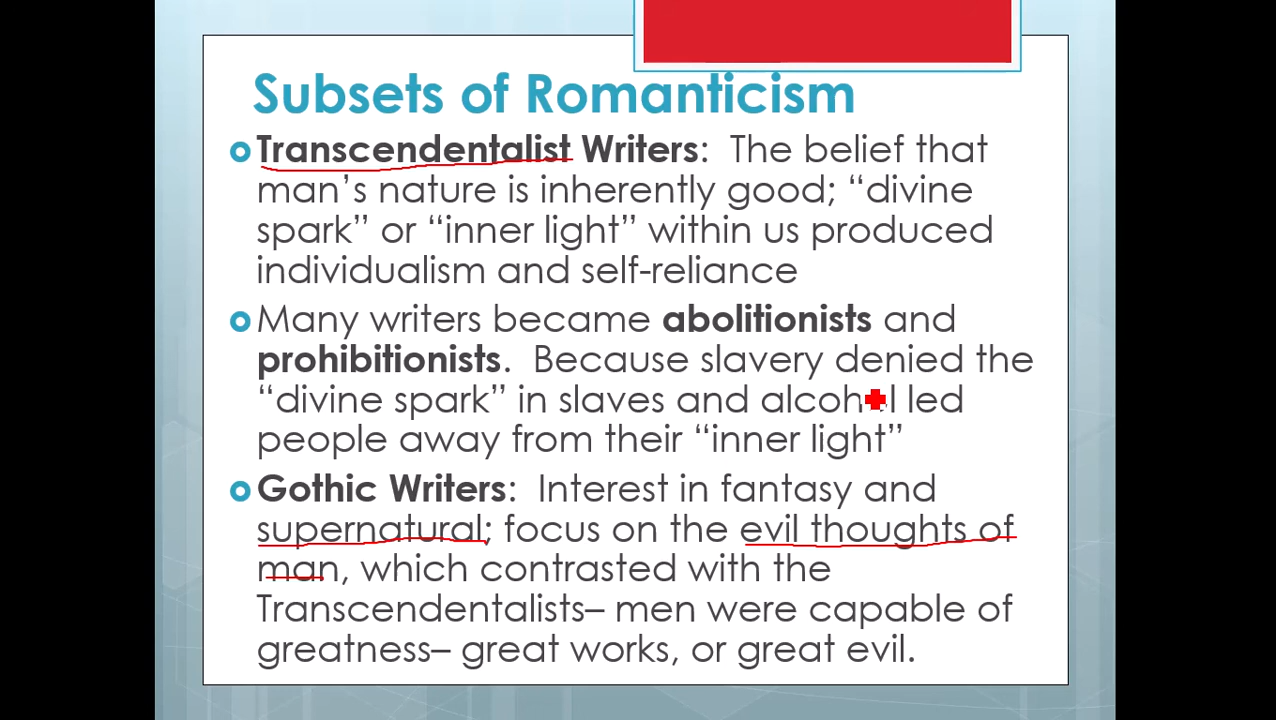 Subsets of Romanticism
Transcendentalist Writers:  The belief that
man's nature is inherently good; “divine
spark” or “inner light” within us produced
individualism and self-reliance
Many writers became abolitionists and
prohibitionists.  Because slavery denied the
“divine spark” in slaves and alcohol led
people away from their “inner light”
Gothic Writers:  Interest in fantasy and
supernatural; focus on the evil thoughts of
man, which contrasted with the
Transcendentalists– men were capable of
greatness– great works, or great evil.